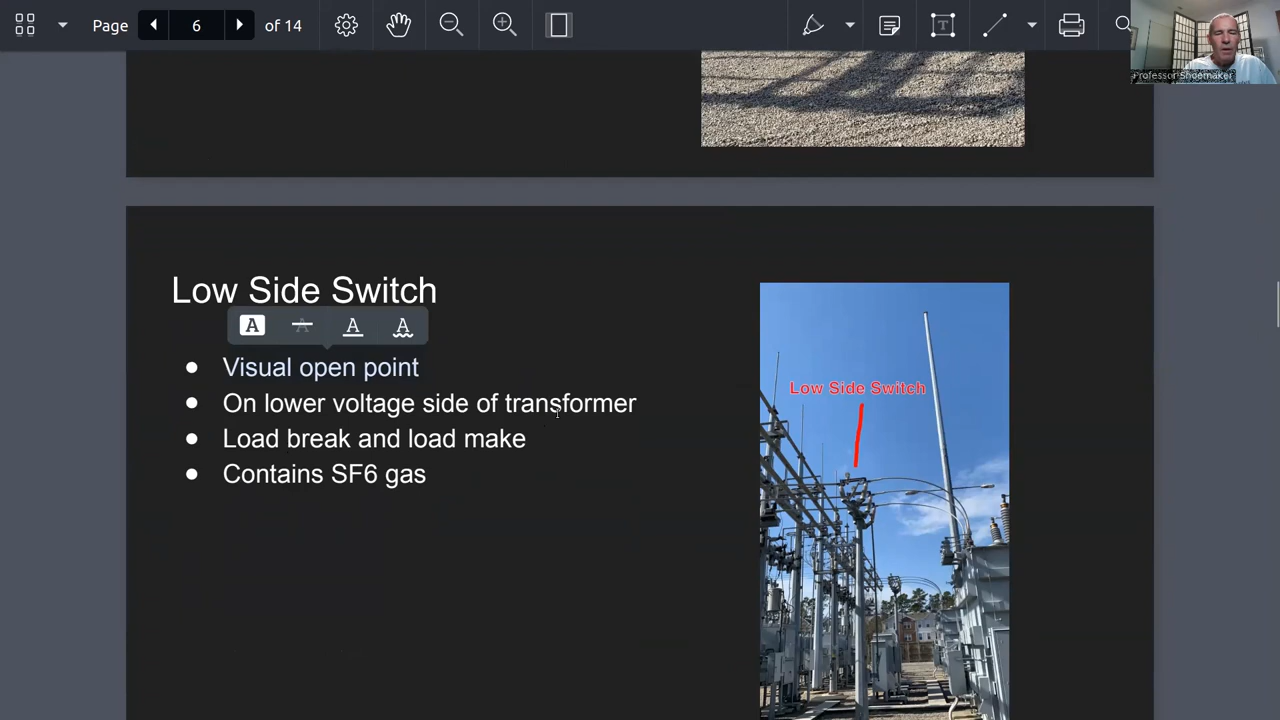 Page 6 of 14
Professor Shoemaker
Low Side Switch
A A A A
Visual open point
On lower voltage side of transformer
Load break and load make
Contains SF6 gas
Low Side Switch